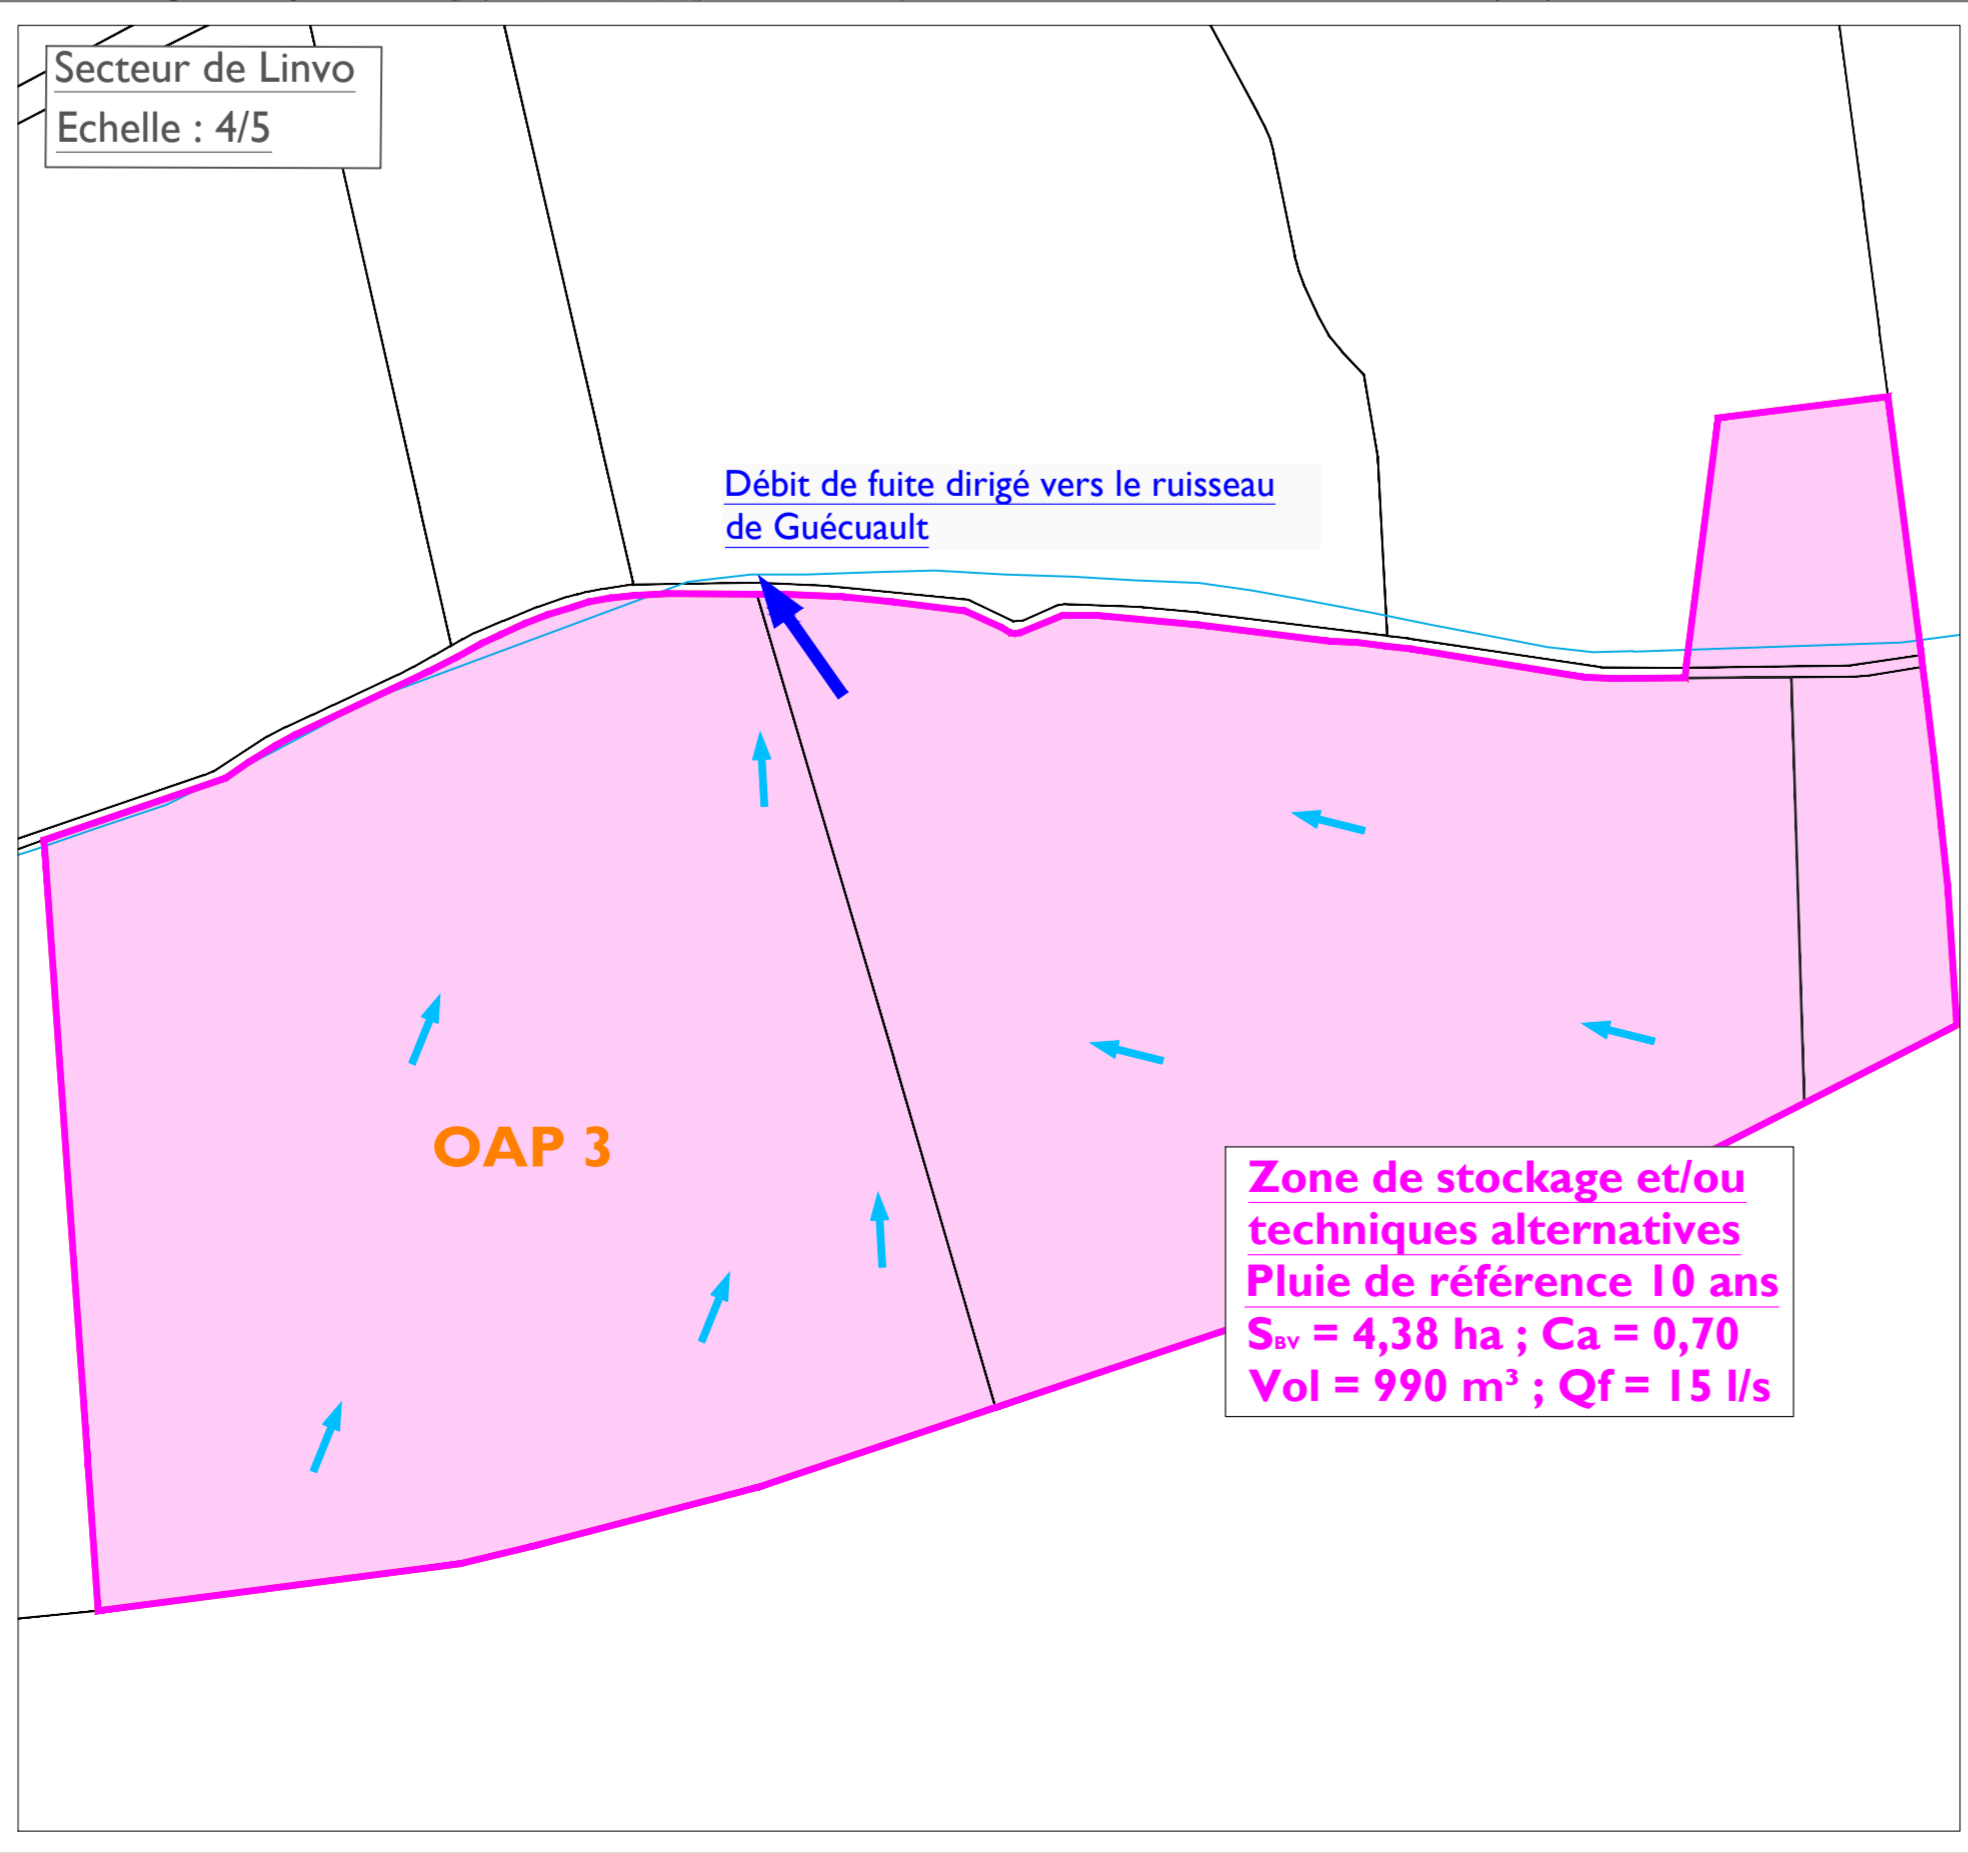 Secteur de Linvo
Echelle : 4/5
Débit de fuite dirigé vers le ruisseau
de Guécuault
OAP 3
Zone de stockage et/ou
techniques alternatives
Pluie de référence 10 ans
SBV = 4,38 ha ; Ca = 0,70
Vol = 990 m³ ; Qf = 15 l/s